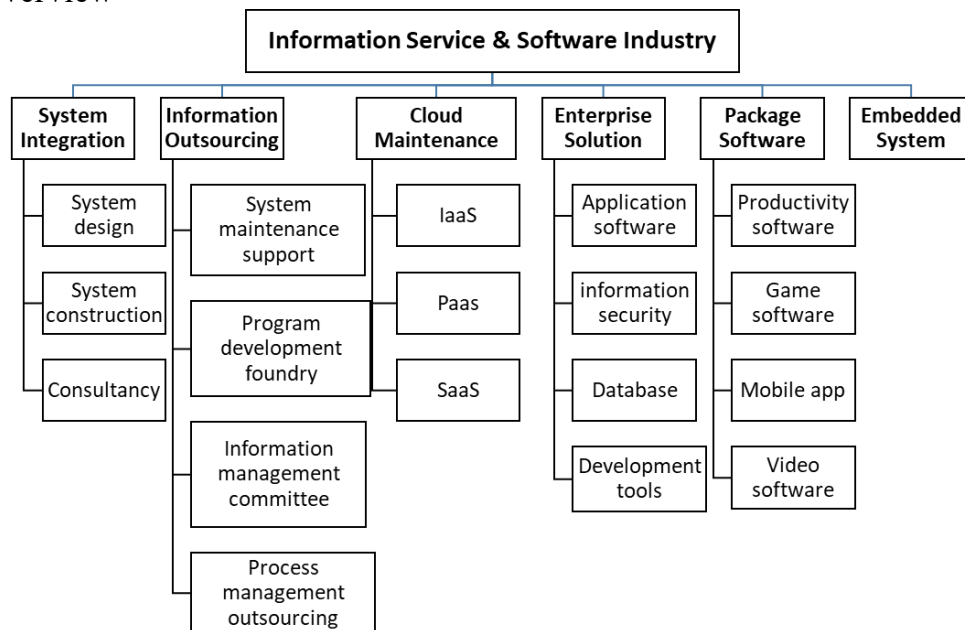 Information Service & Software Industry
System
Integration
Information
Outsourcing
Cloud
Maintenance
Enterprise
Solution
Package
Software
Embedded
System
System
design
System
construction
Consultancy
System
maintenance
support
Program
development
foundry
Information
management
committee
Process
management
outsourcing
IaaS
Paas
SaaS
Application
software
information
security
Database
Development
tools
Productivity
software
Game
software
Mobile app
Video
software